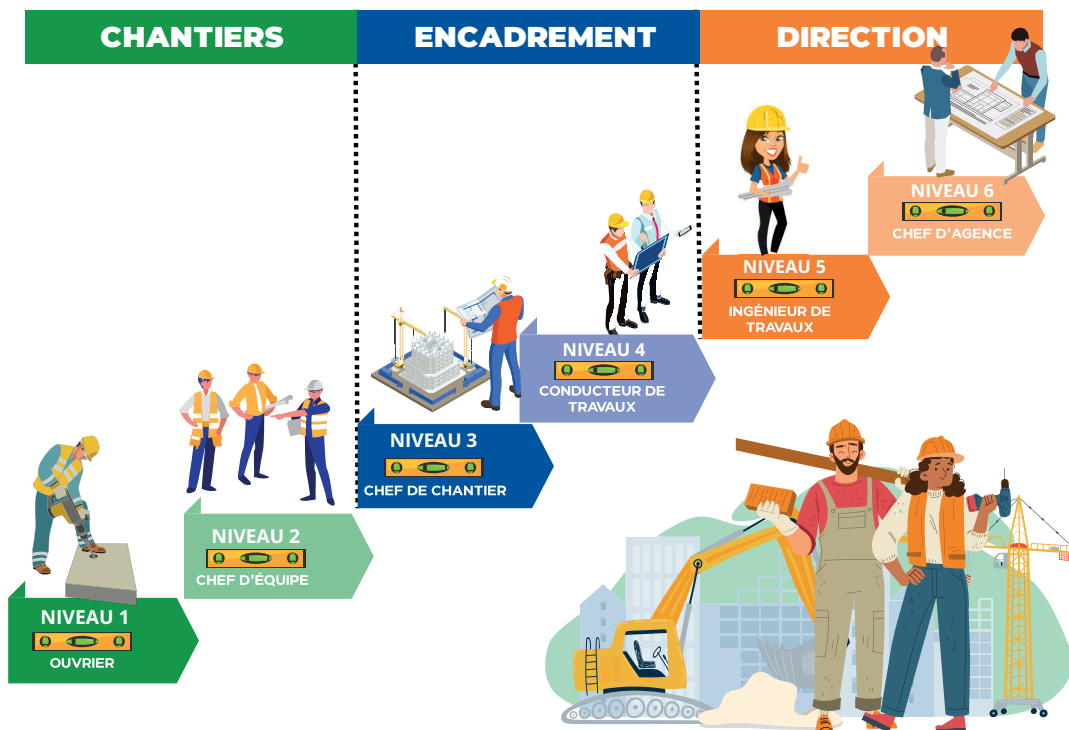 CHANTIERS
ENCADREMENT
DIRECTION
NIVEAU 6
CHEF D'AGENCE
NIVEAU 5
INGÉNIEUR DE
TRAVAUX
NIVEAU 4
CONDUCTEUR DE
TRAVAUX
NIVEAU 3
CHEF DE CHANTIER
NIVEAU 2
CHEF D'ÉQUIPE
NIVEAU 1
OUVRIER